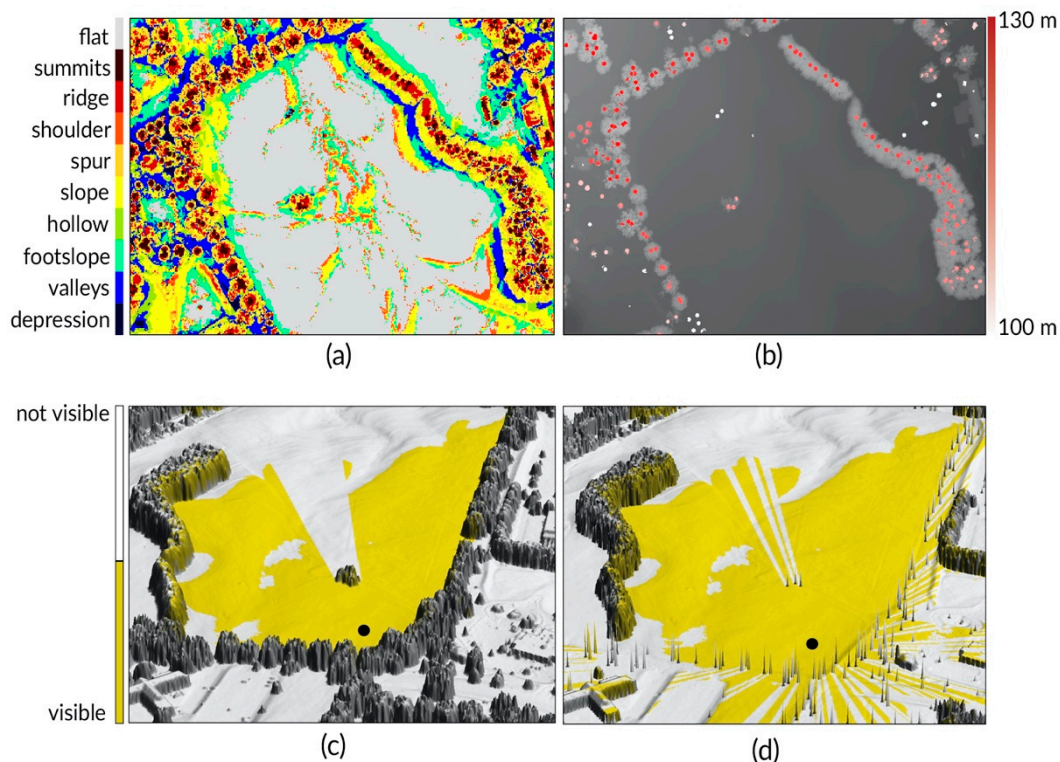 flat
summits
ridge
shoulder
spur
slope
hollow
footslope
valleys
depression
(a)
130 m
100 m
(b)
not visible
visible
(c)
(d)